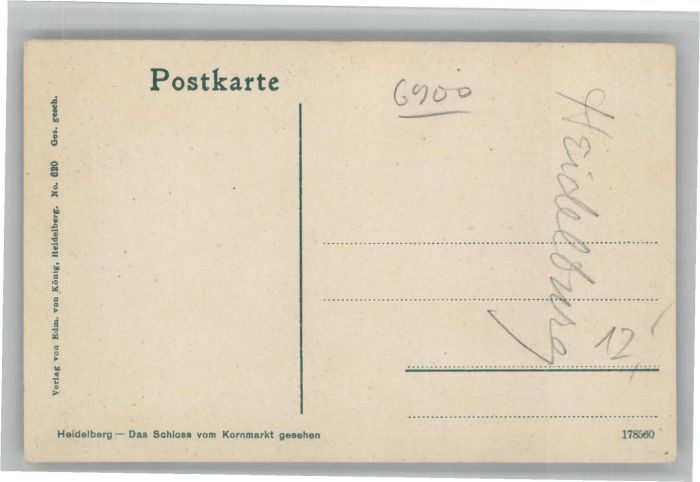 Postkarte
6900
Heidelburg
12
Verlag von Edm. von König, Heidelberg. No. 620 Ges. gesch.
Heidelberg — Das Schloss vom Kornmarkt gesehen
178560